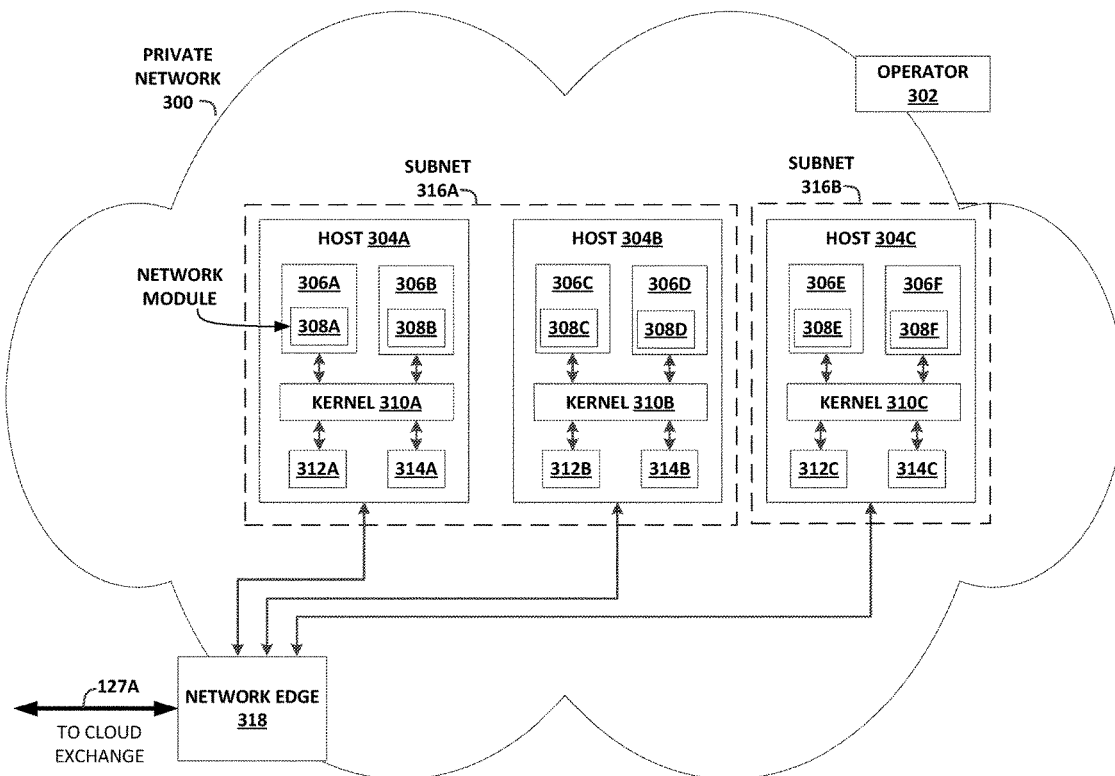 PRIVATE
NETWORK
300
OPERATOR
302
SUBNET
316A
SUBNET
316B
HOST 304A
HOST 304B
HOST 304C
NETWORK
MODULE
306A
306B
306C
306D
306E
306F
308A
308B
308C
308D
308E
308F
KERNEL 310A
KERNEL 310B
KERNEL 310C
312A
314A
312B
314B
312C
314C
127A
TO CLOUD
EXCHANGE
NETWORK EDGE
318